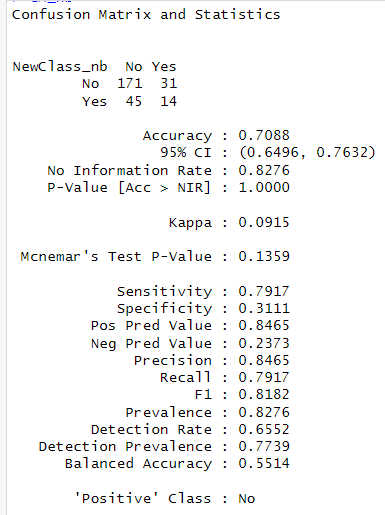 Confusion Matrix and Statistics
NewClass_nb No Yes
No 171 31
Yes 45 14
Accuracy : 0.7088
95% CI : (0.6496, 0.7632)
No Information Rate : 0.8276
P-Value [Acc > NIR] : 1.0000
Kappa : 0.0915
Mcnemar's Test P-Value : 0.1359
Sensitivity : 0.7917
Specificity : 0.3111
Pos Pred Value : 0.8465
Neg Pred Value : 0.2373
Precision : 0.8465
Recall : 0.7917
F1 : 0.8182
Prevalence : 0.8276
Detection Rate : 0.6552
Detection Prevalence : 0.7739
Balanced Accuracy : 0.5514
'Positive' Class : No